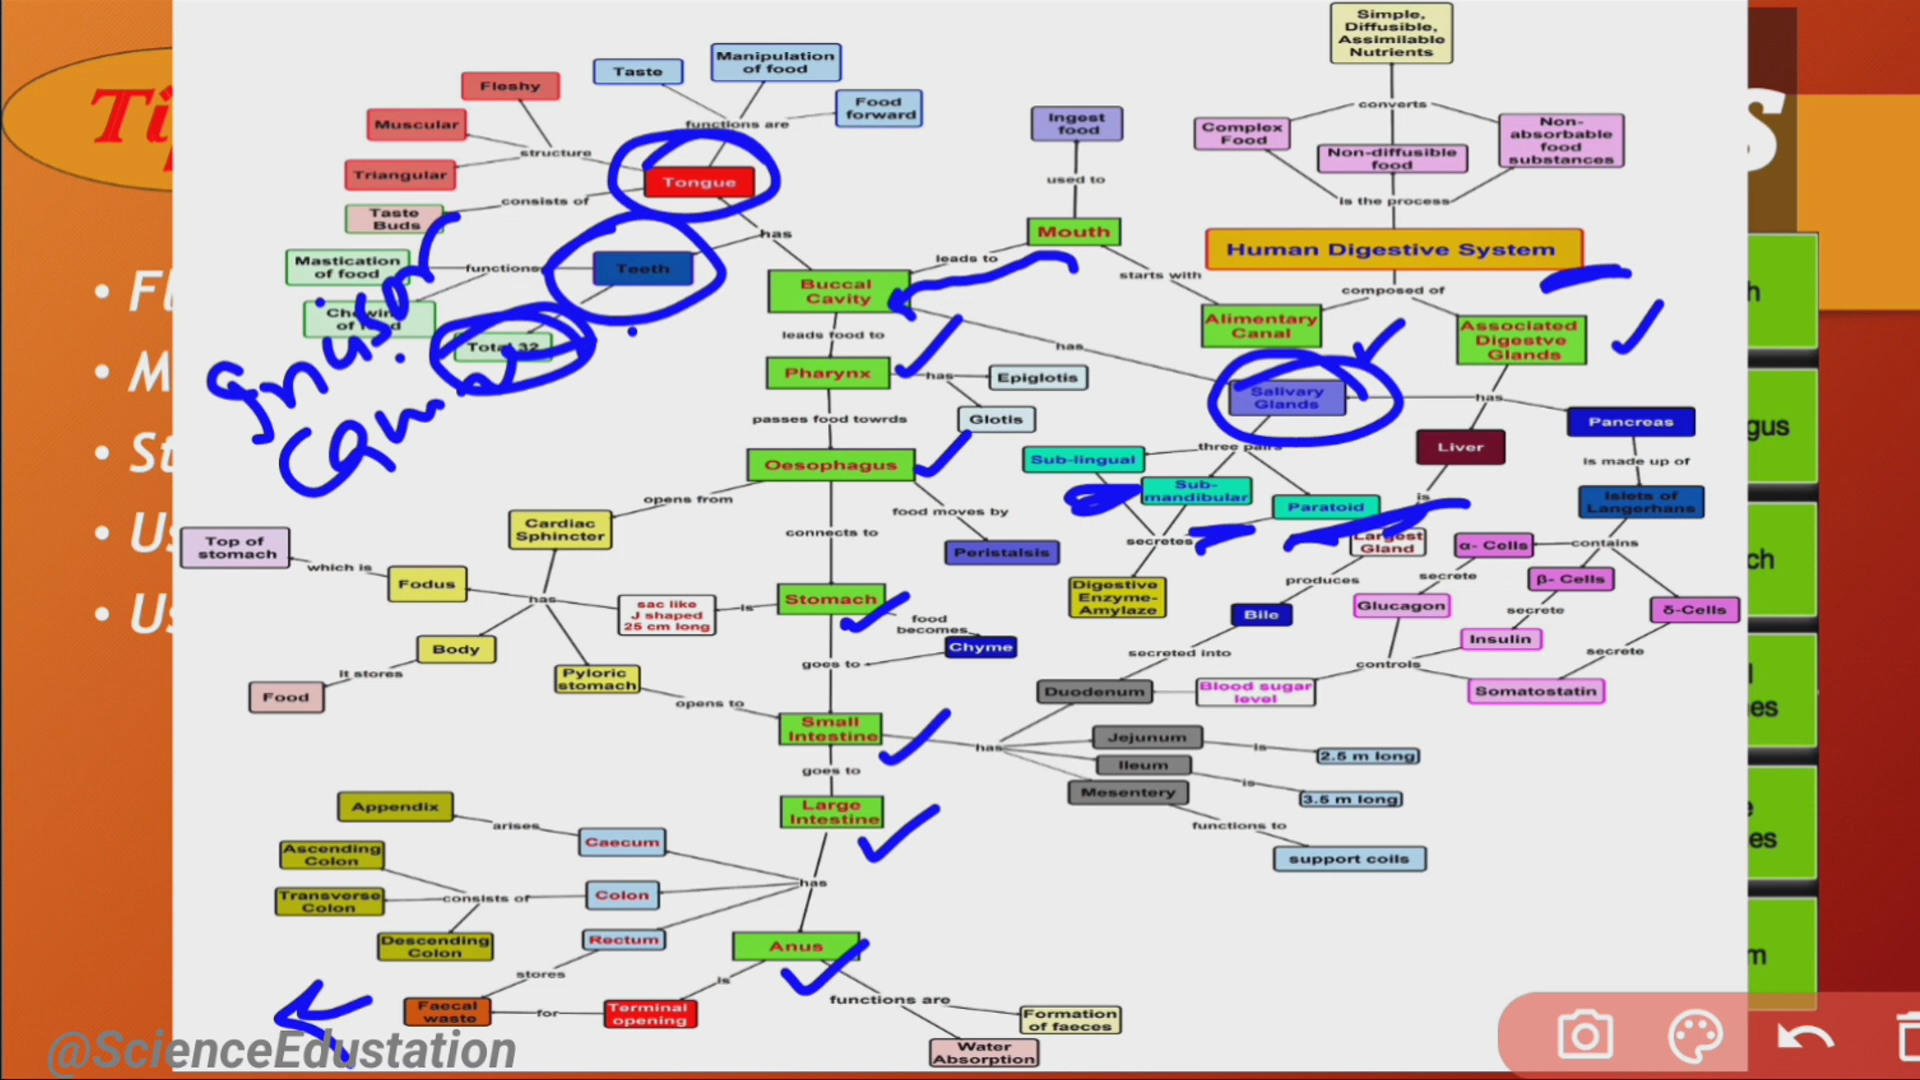 Simple,
Diffusible,
Assimilable
Nutrients
converts
Complex
Food
Non-diffusible
food
Non-
absorbable
food
substances
is the process
Human Digestive System
composed of
Alimentary
Canal
Associated
Digestve
Glands
Ingest
food
used to
Mouth
leads to
starts with
Manipulation
of food
Taste
Food
forward
functions are
Fleshy
Muscular
Triangular
structure
Tongue
consists of
Taste
Buds
has
Mastication
of food
functions
Teeth
of food
Total 32
Buccal
Cavity
leads food to
has
Pharynx
has
Epiglotis
Glotis
passes food towrds
Oesophagus
opens from
connects to
food moves by
Peristalsis
Salivary
Glands
has
three pairs
Sub-lingual
Sub-
mandibular
Paratoid
secretes
Digestive
Enzyme-
Amylaze
Liver
is
Largest
Gland
produces
Bile
secreted into
Pancreas
is made up of
Islets of
Langerhans
contains
α- Cells
β- Cells
δ-Cells
secrete
Glucagon
secrete
Insulin
secrete
Somatostatin
controls
Blood sugar
level
Cardiac
Sphincter
Top of
stomach
which is
Fodus
has
Body
it stores
Food
Pyloric
stomach
opens to
sac like
J shaped
25 cm long
is
Stomach
food
becomes
Chyme
goes to
Small
Intestine
has
Duodenum
Jejunum
is
2.5 m long
Ileum
is
3.5 m long
Mesentery
functions to
support coils
goes to
Large
Intestine
has
Caecum
arises
Appendix
Colon
consists of
Ascending
Colon
Transverse
Colon
Descending
Colon
Rectum
stores
Faecal
waste
for
Terminal
opening
is
Anus
functions are
Formation
of faeces
Water
Absorption
@ScienceEdustation